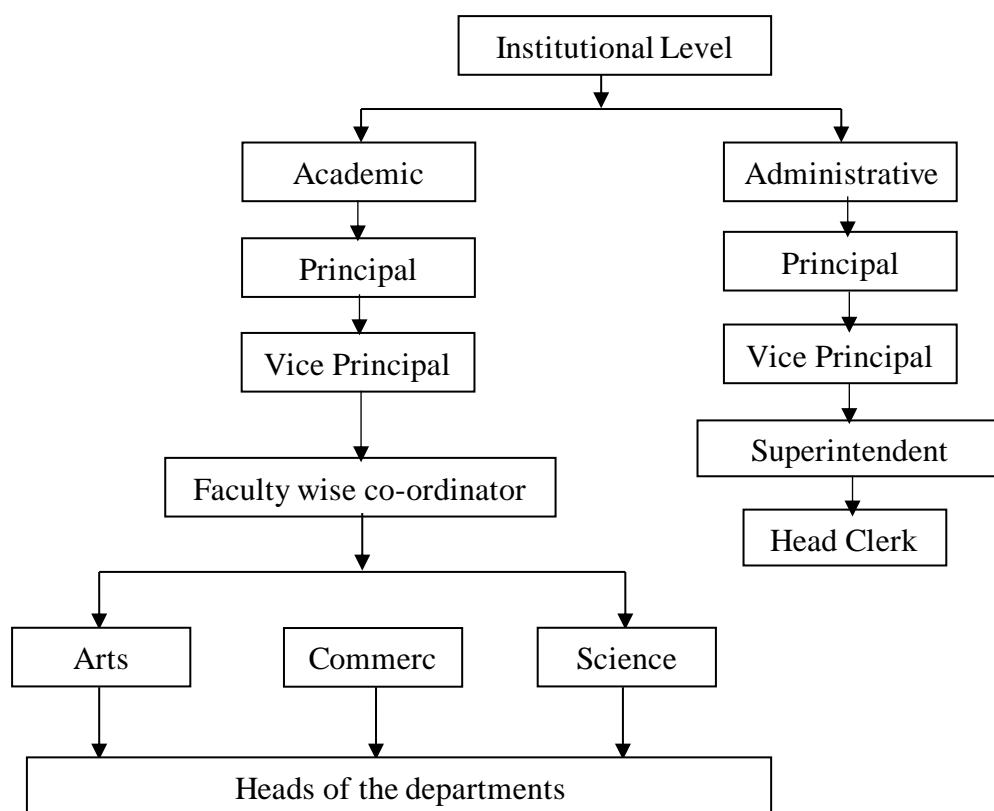 Institutional Level
Academic
Administrative
Principal
Principal
Vice Principal
Vice Principal
Superintendent
Faculty wise co-ordinator
Head Clerk
Arts
Commerc
Science
Heads of the departments